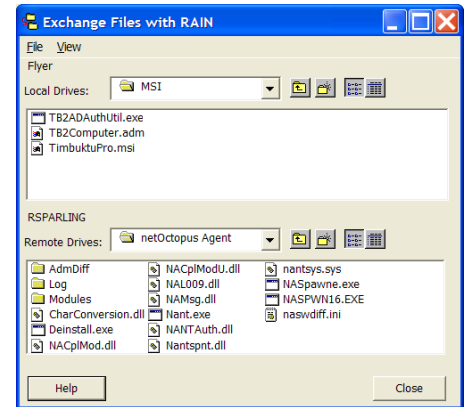 Exchange Files with RAIN
File View
Flyer
Local Drives: MSI
TB2ADAuthUtil.exe
TB2Computer.adm
TimbuktuPro.msi
RSPARLING
Remote Drives: netOctopus Agent
AdmDiff NACplModU.dll nantsys.sys
Log NAL009.dll NASpawne.exe
Modules NAMsg.dll NASPWN16.EXE
CharConversion.dll Nant.exe naswdiff.ini
Deinstall.exe NANTAuth.dll
NACplMod.dll Nantspnt.dll
Help Close